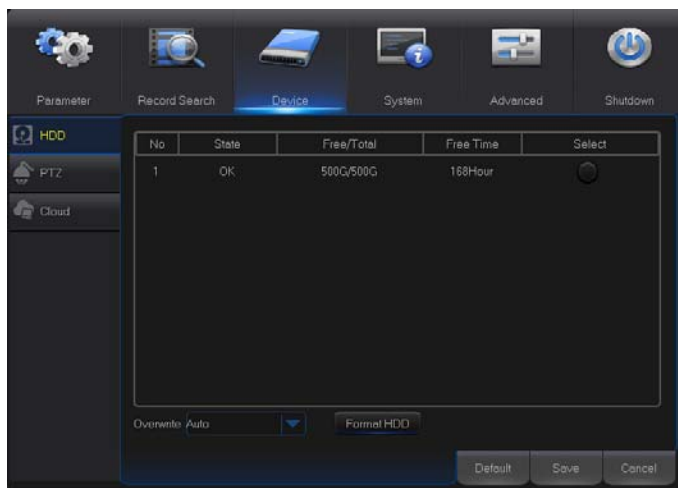 Parameter Record Search Device System Advanced Shutdown
HDD
PTZ
Cloud
No State Free/Total Free Time Select
1 OK 500G/500G 168Hour
Overwrite Auto Format HDD
Default Save Cancel